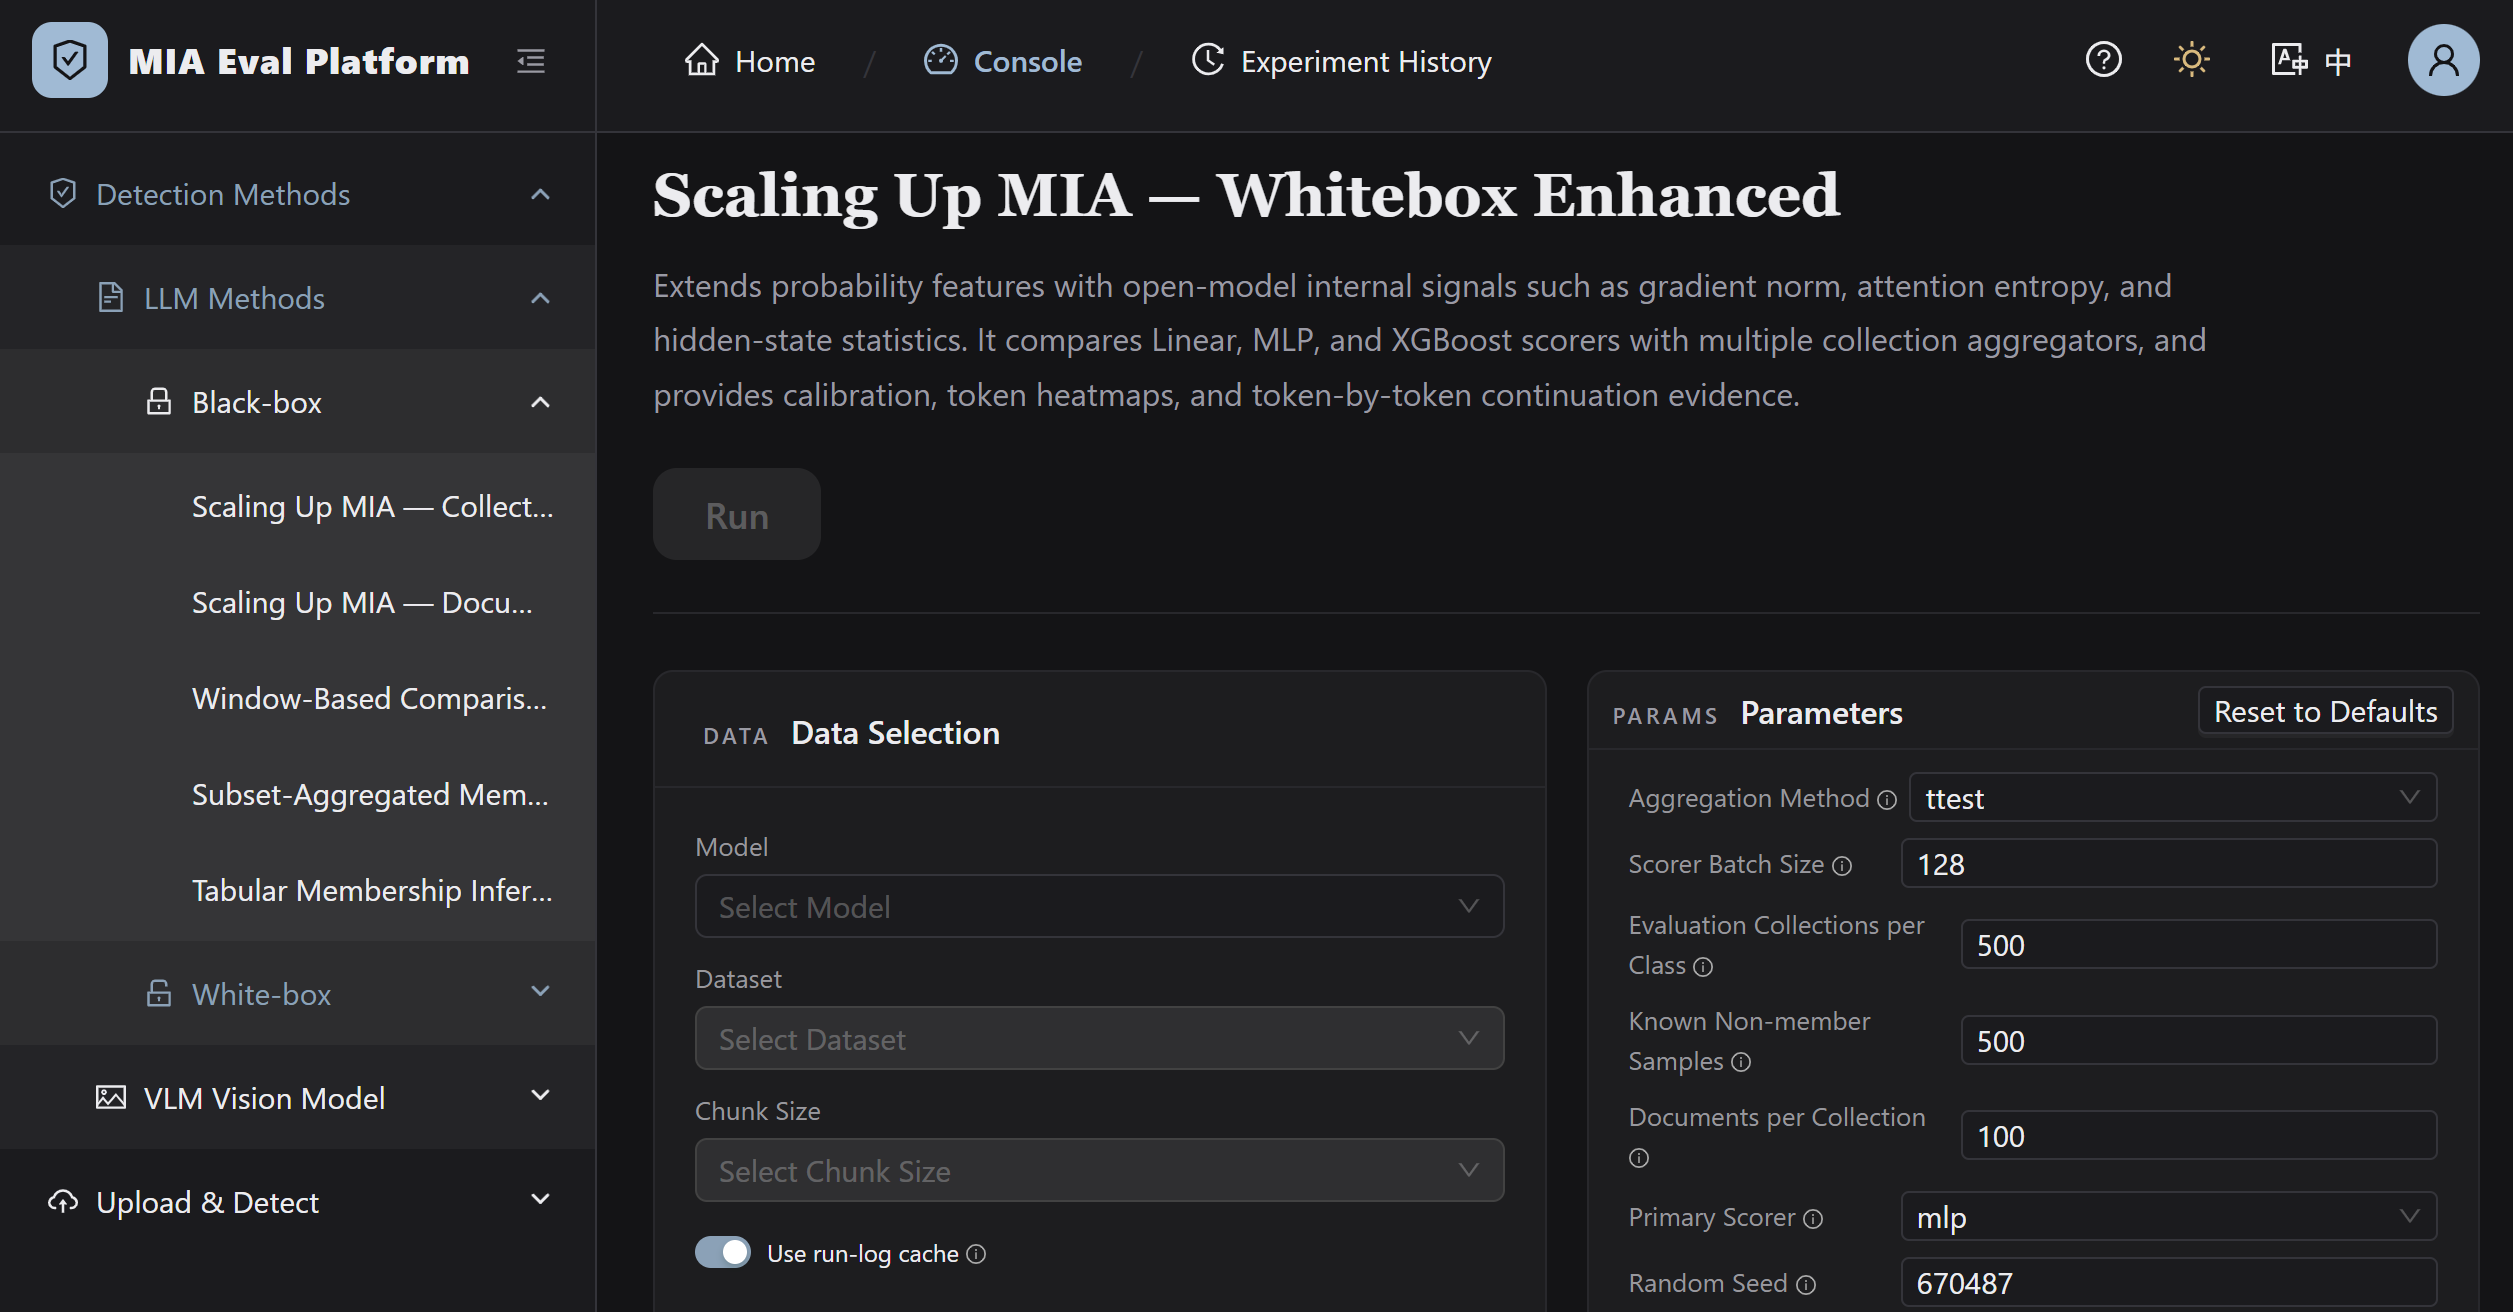 MIA Eval Platform
Home / Console / Experiment History
中
Detection Methods
LLM Methods
Black-box
Scaling Up MIA — Collect...
Scaling Up MIA — Docu...
Window-Based Comparis...
Subset-Aggregated Mem...
Tabular Membership Infer...
White-box
VLM Vision Model
Upload & Detect
Scaling Up MIA — Whitebox Enhanced
Extends probability features with open-model internal signals such as gradient norm, attention entropy, and
hidden-state statistics. It compares Linear, MLP, and XGBoost scorers with multiple collection aggregators, and
provides calibration, token heatmaps, and token-by-token continuation evidence.
Run
DATA Data Selection
Model
Select Model
Dataset
Select Dataset
Chunk Size
Select Chunk Size
Use run-log cache
PARAMS Parameters
Reset to Defaults
Aggregation Method ttest
Scorer Batch Size 128
Evaluation Collections per
Class
500
Known Non-member
Samples
500
Documents per Collection
100
Primary Scorer mlp
Random Seed 670487